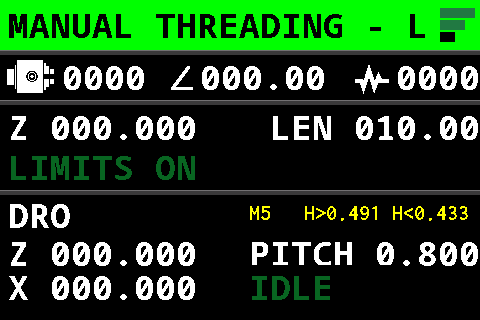 MANUAL THREADING - L
0000 ∠000.00 0000
Z 000.000 LEN 010.00
LIMITS ON
DRO M5 H>0.491 H<0.433
Z 000.000 PITCH 0.800
X 000.000 IDLE